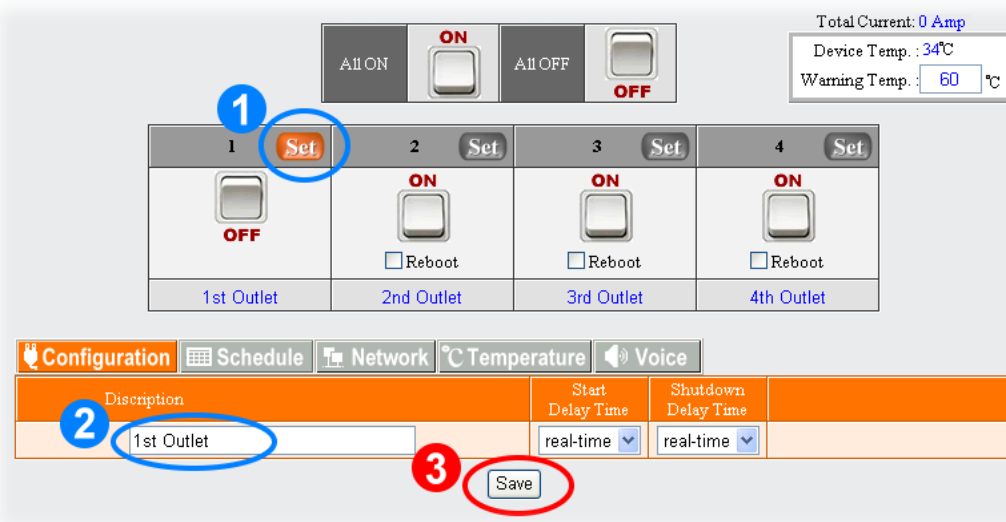 Total Current: 0 Amp
All ON ON All OFF OFF
Device Temp. : 34°C
Warning Temp. : 60 °C
1
1 Set 2 Set 3 Set 4 Set
OFF ON ON ON
Reboot Reboot Reboot
1st Outlet 2nd Outlet 3rd Outlet 4th Outlet
Configuration Schedule Network °C Temperature Voice
Discription Start Delay Time Shutdown Delay Time
2 1st Outlet real-time real-time
3 Save